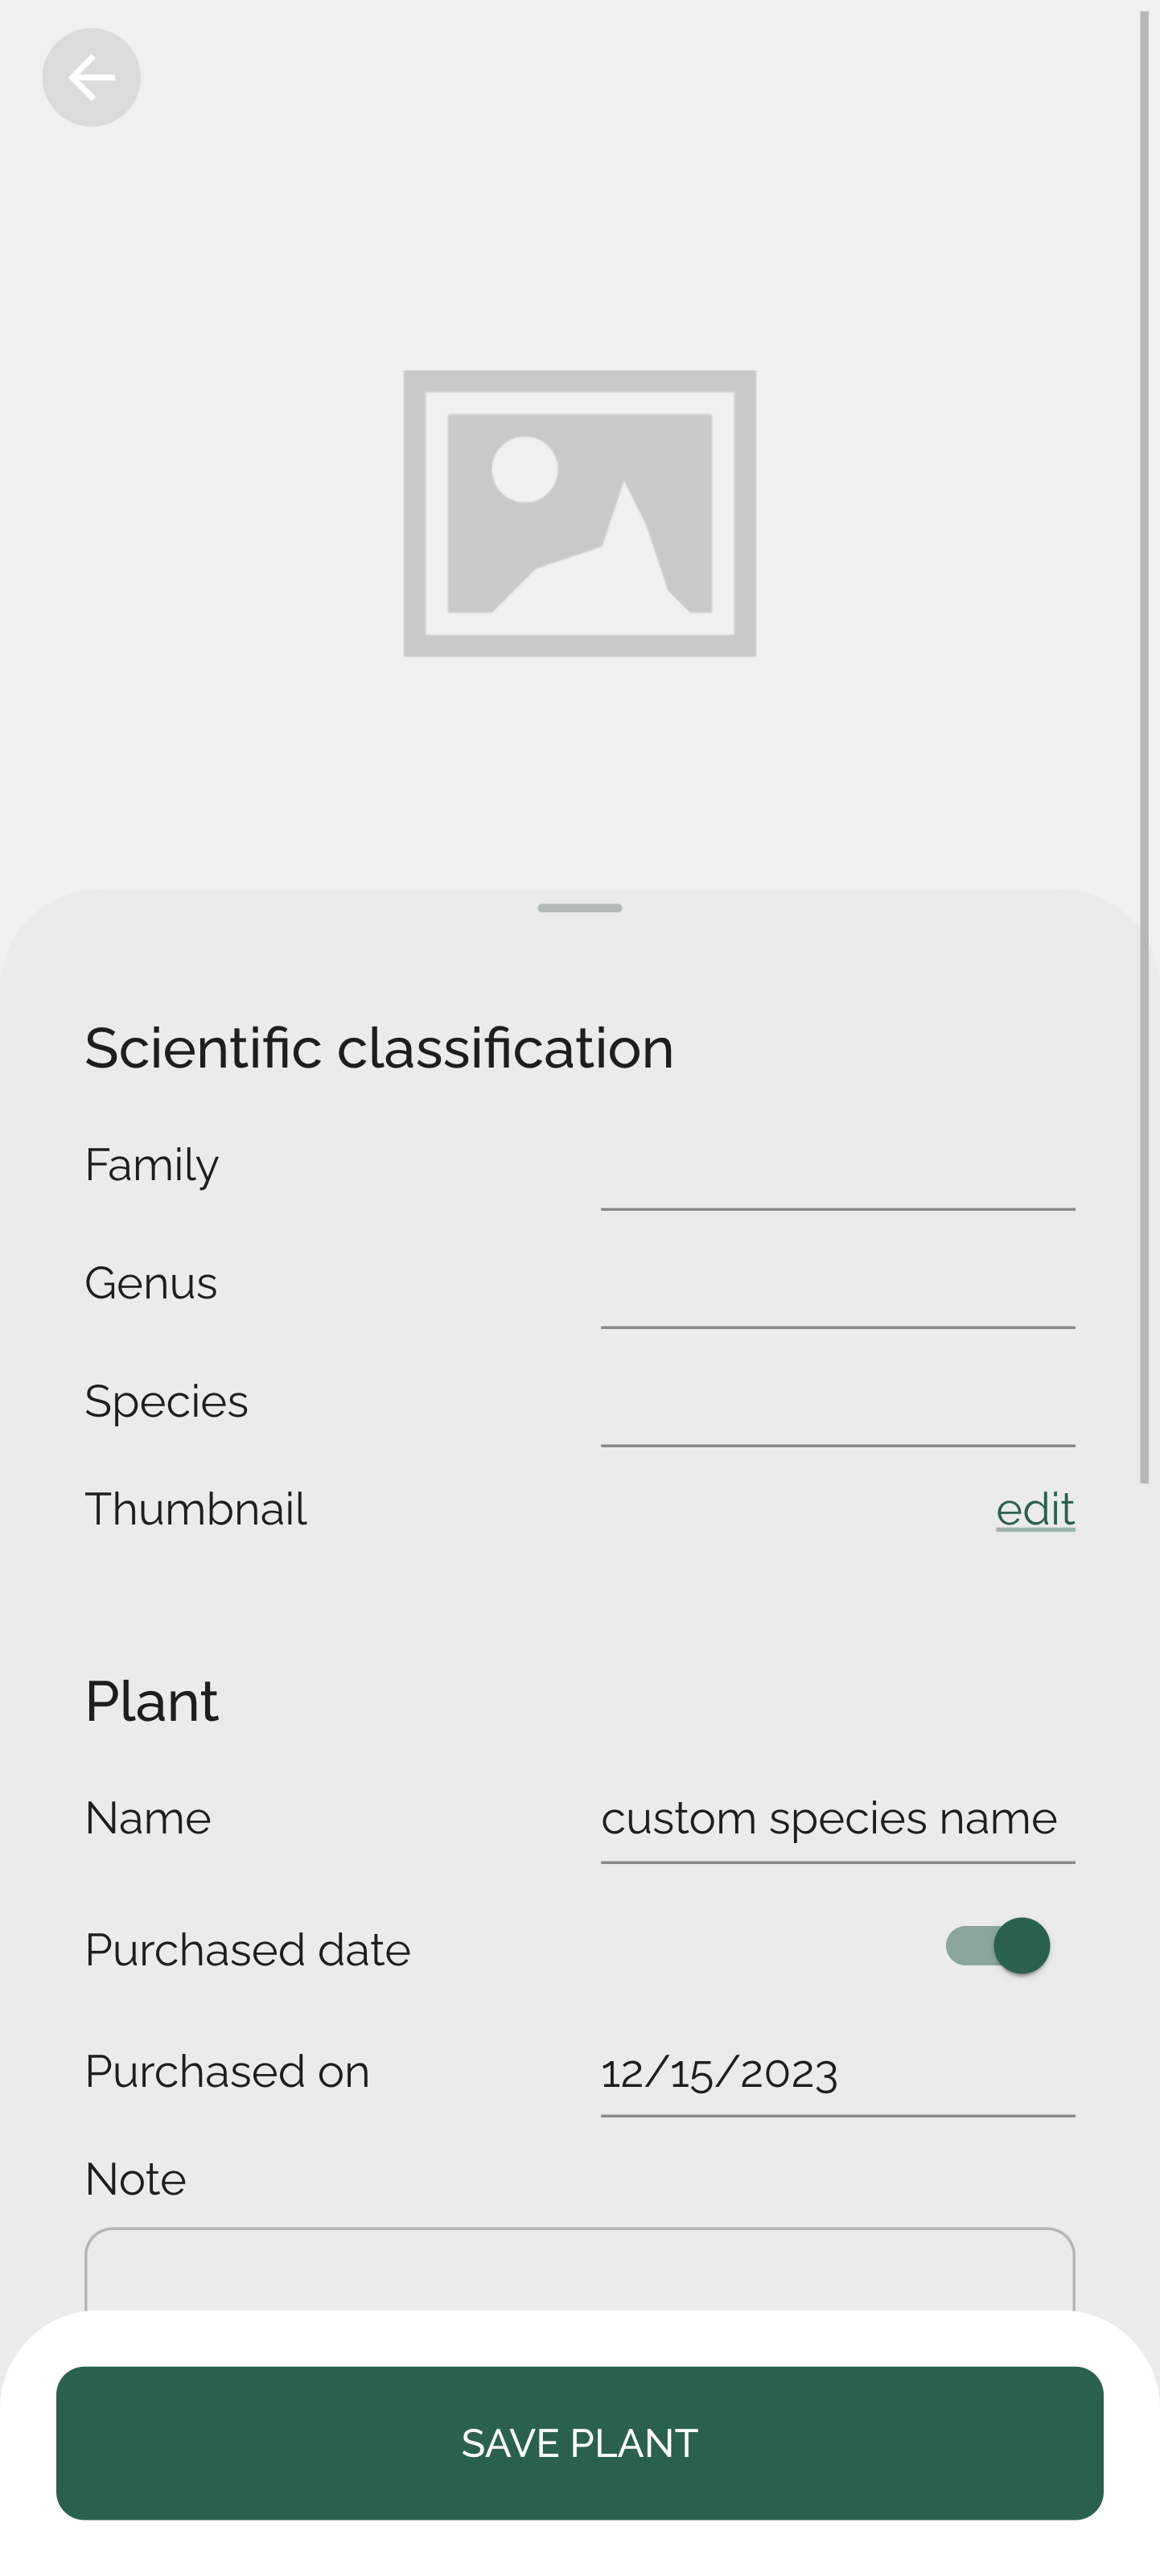 Scientific classification
Family
Genus
Species
Thumbnail edit
Plant
Name custom species name
Purchased date
Purchased on 12/15/2023
Note
SAVE PLANT